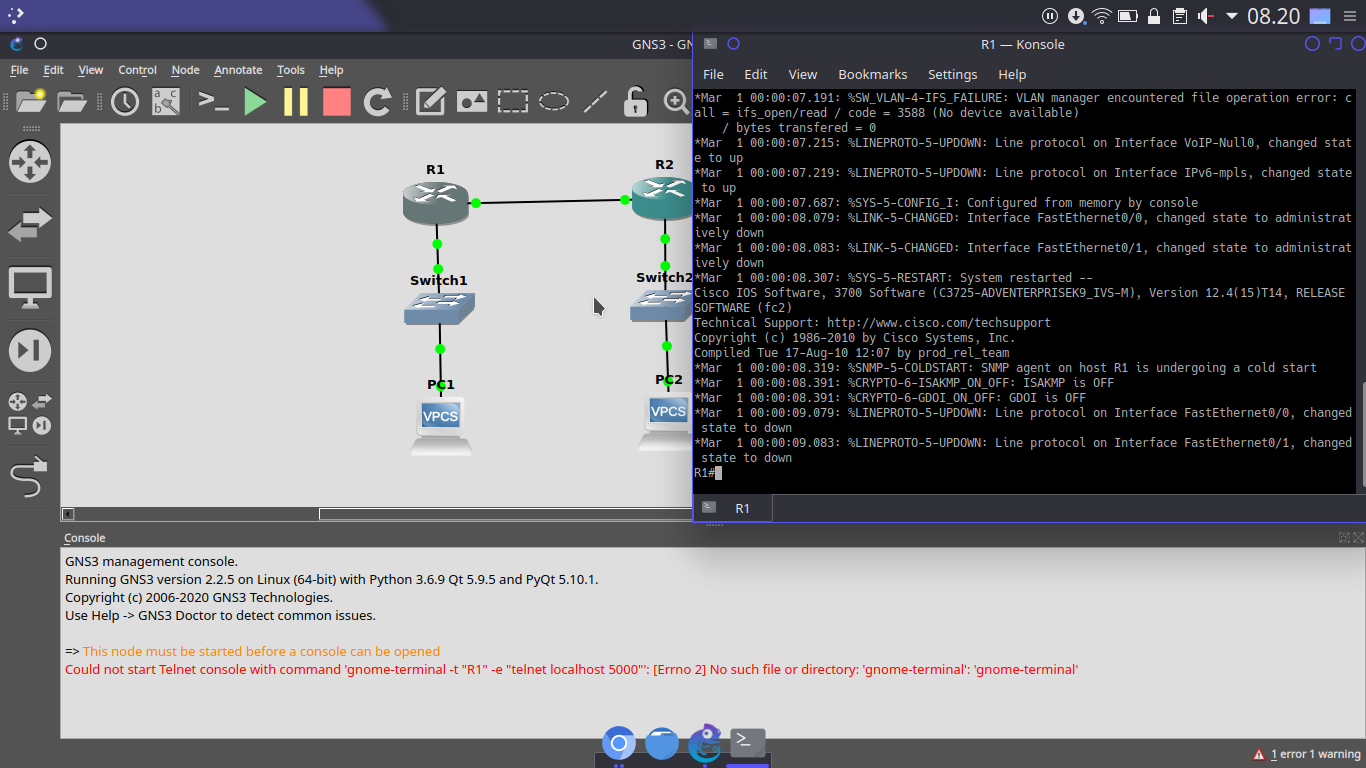 08.20
GNS3 - GN
File Edit View Control Node Annotate Tools Help
R1
R2
Switch1
Switch2
PC1
PC2
VPCS
VPCS
R1 — Konsole
File Edit View Bookmarks Settings Help
*Mar  1 00:00:07.191: %SW_VLAN-4-IFS_FAILURE: VLAN manager encountered file operation error: c
all = ifs_open/read / code = 3588 (No device available)
    / bytes transfered = 0
*Mar  1 00:00:07.215: %LINEPROTO-5-UPDOWN: Line protocol on Interface VoIP-Null0, changed stat
e to up
*Mar  1 00:00:07.219: %LINEPROTO-5-UPDOWN: Line protocol on Interface IPv6-mpls, changed state
 to up
*Mar  1 00:00:07.687: %SYS-5-CONFIG_I: Configured from memory by console
*Mar  1 00:00:08.079: %LINK-5-CHANGED: Interface FastEthernet0/0, changed state to administrat
ively down
*Mar  1 00:00:08.083: %LINK-5-CHANGED: Interface FastEthernet0/1, changed state to administrat
ively down
*Mar  1 00:00:08.307: %SYS-5-RESTART: System restarted --
Cisco IOS Software, 3700 Software (C3725-ADVENTERPRISEK9_IVS-M), Version 12.4(15)T14, RELEASE
SOFTWARE (fc2)
Technical Support: http://www.cisco.com/techsupport
Copyright (c) 1986-2010 by Cisco Systems, Inc.
Compiled Tue 17-Aug-10 12:07 by prod_rel_team
*Mar  1 00:00:08.319: %SNMP-5-COLDSTART: SNMP agent on host R1 is undergoing a cold start
*Mar  1 00:00:08.391: %CRYPTO-6-ISAKMP_ON_OFF: ISAKMP is OFF
*Mar  1 00:00:08.391: %CRYPTO-6-GDOI_ON_OFF: GDOI is OFF
*Mar  1 00:00:09.079: %LINEPROTO-5-UPDOWN: Line protocol on Interface FastEthernet0/0, changed
 state to down
*Mar  1 00:00:09.083: %LINEPROTO-5-UPDOWN: Line protocol on Interface FastEthernet0/1, changed
 state to down
R1#
R1
Console
GNS3 management console.
Running GNS3 version 2.2.5 on Linux (64-bit) with Python 3.6.9 Qt 5.9.5 and PyQt 5.10.1.
Copyright (c) 2006-2020 GNS3 Technologies.
Use Help -> GNS3 Doctor to detect common issues.
=> This node must be started before a console can be opened
Could not start Telnet console with command 'gnome-terminal -t "R1" -e "telnet localhost 5000"': [Errno 2] No such file or directory: 'gnome-terminal': 'gnome-terminal'
1 error 1 warning